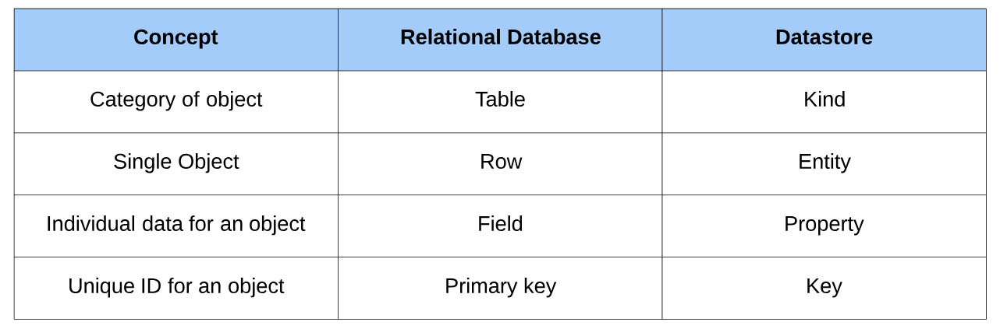 Concept Relational Database Datastore
Category of object Table Kind
Single Object Row Entity
Individual data for an object Field Property
Unique ID for an object Primary key Key